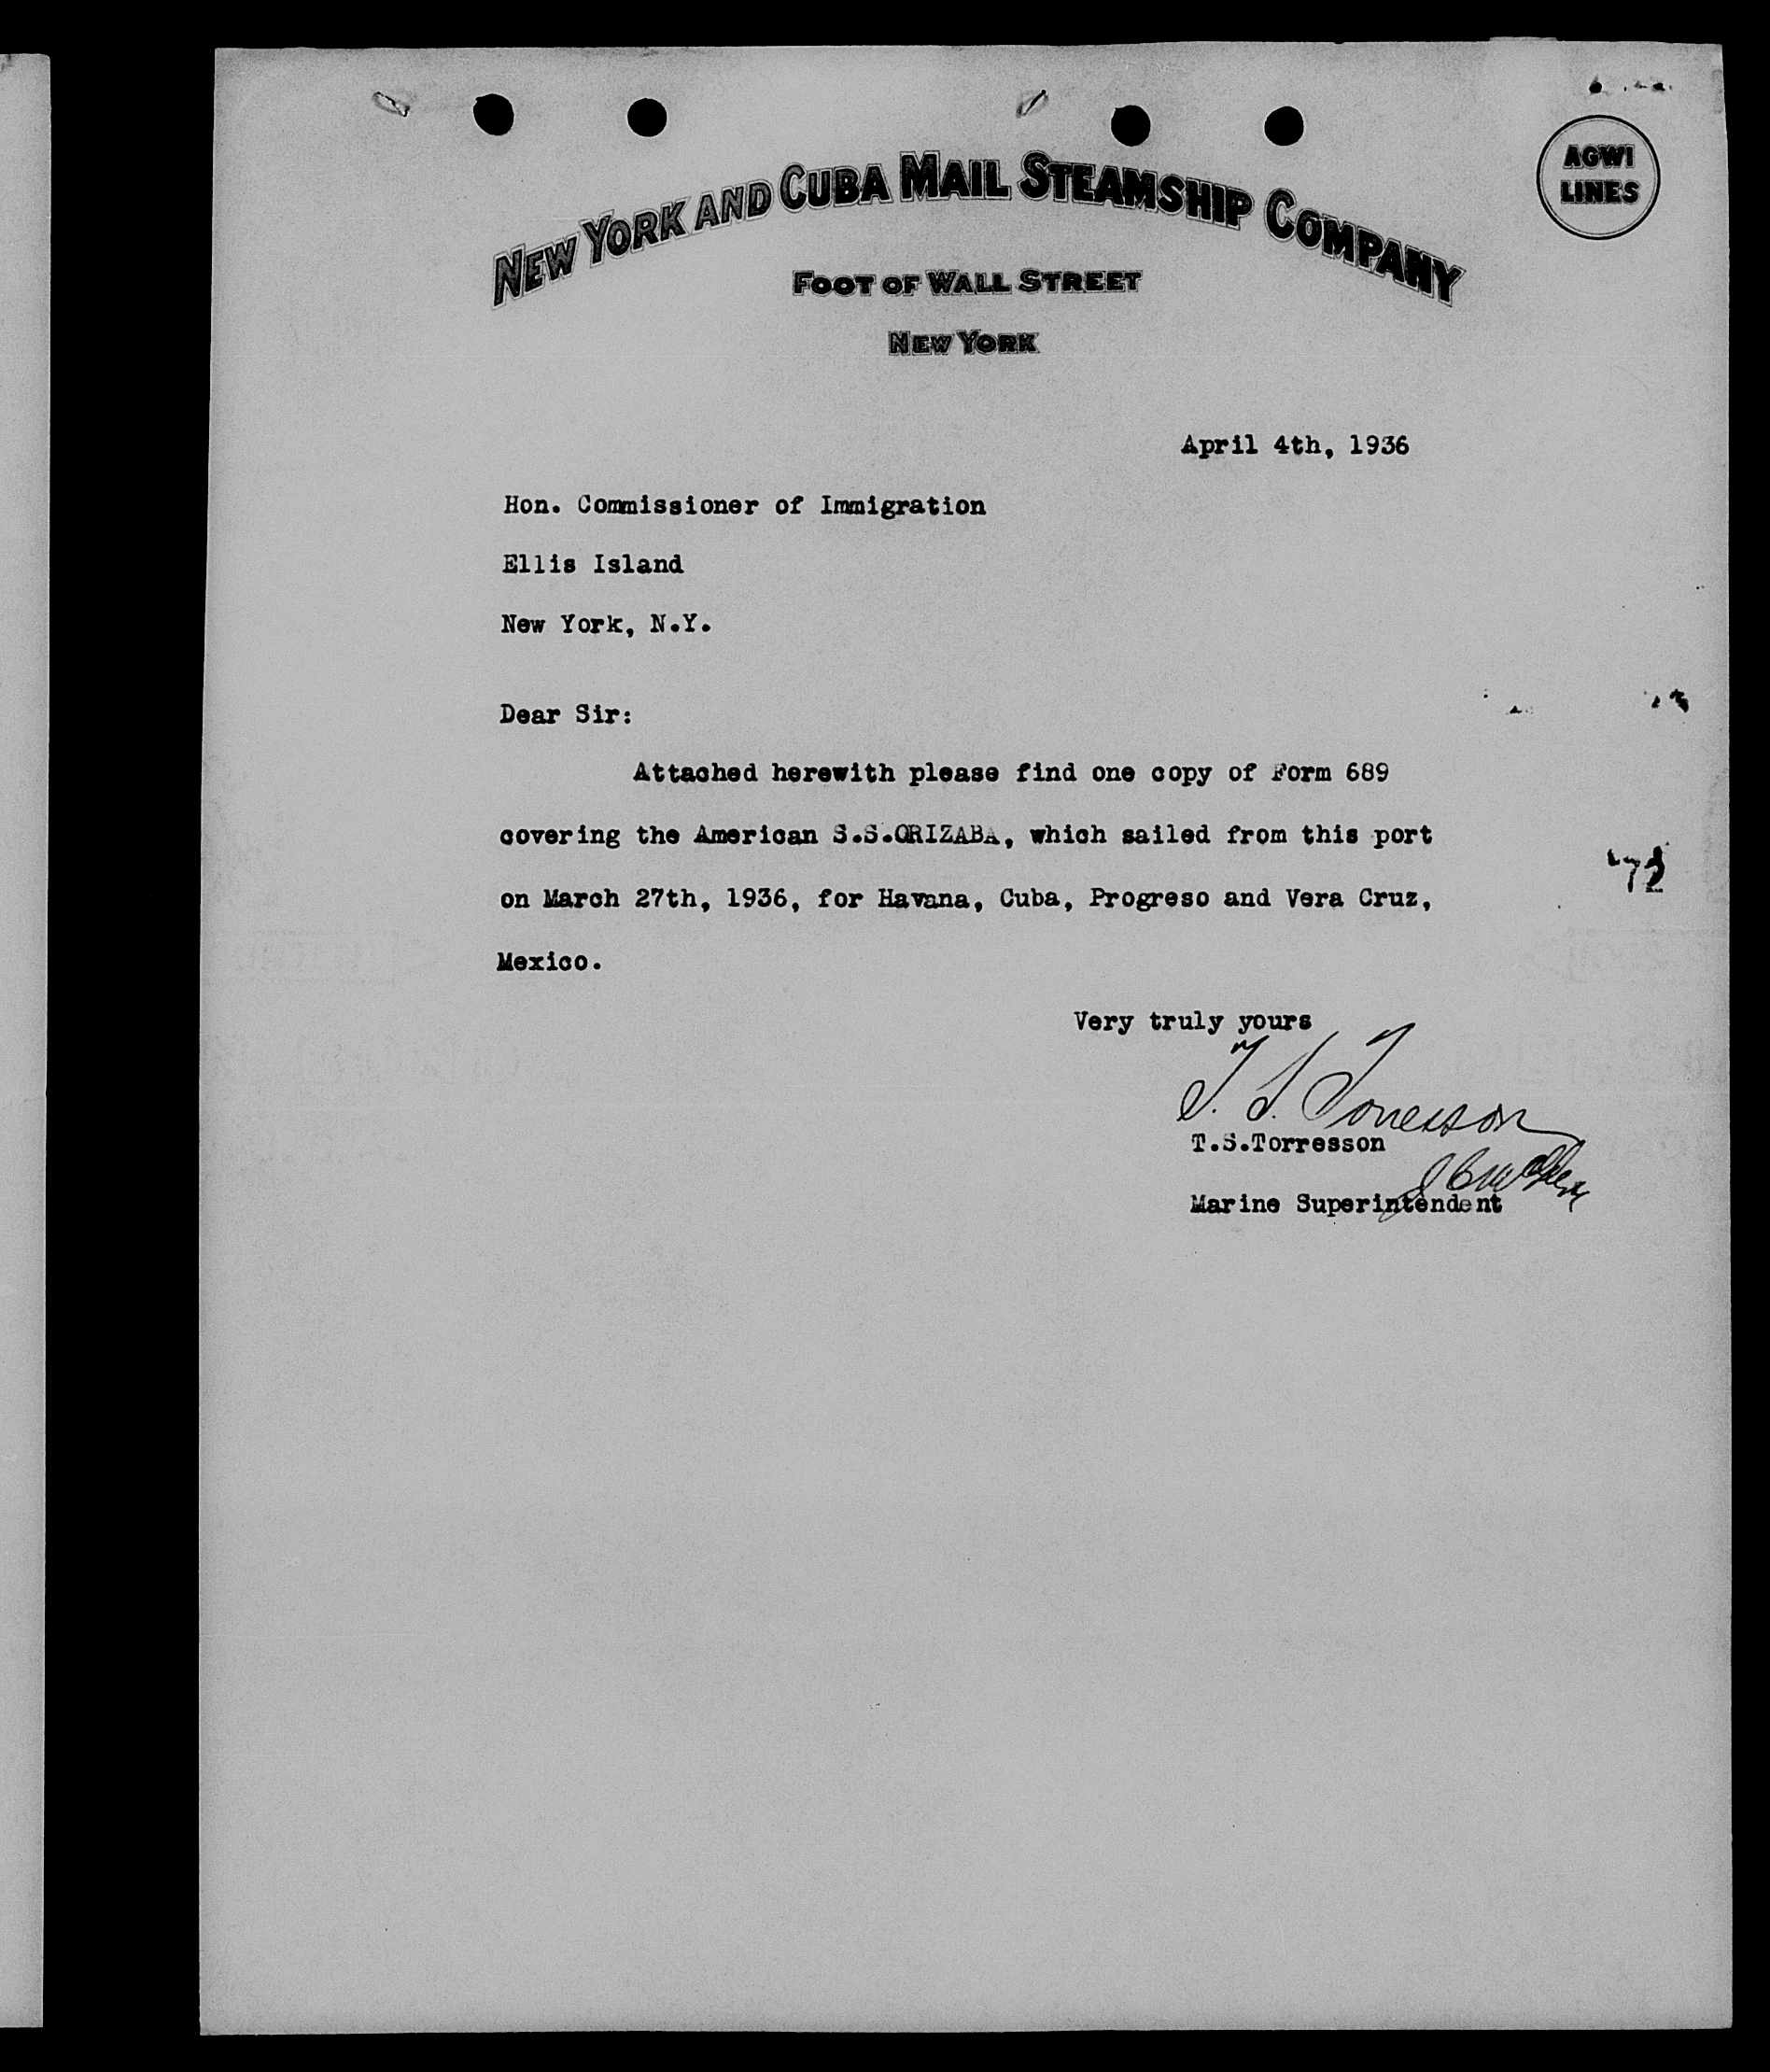 NEW YORK AND CUBA MAIL STEAMSHIP COMPANY
AGWI
LINES
FOOT OF WALL STREET
NEW YORK
April 4th, 1936
Hon. Commissioner of Immigration
Ellis Island
New York, N.Y.
Dear Sir:
Attached herewith please find one copy of Form 689
covering the American S.S.ORIZABA, which sailed from this port
on March 27th, 1936, for Havana, Cuba, Progreso and Vera Cruz,
Mexico.
Very truly yours
T. S. Torresson
T.S.Torresson
Marine Superintendent